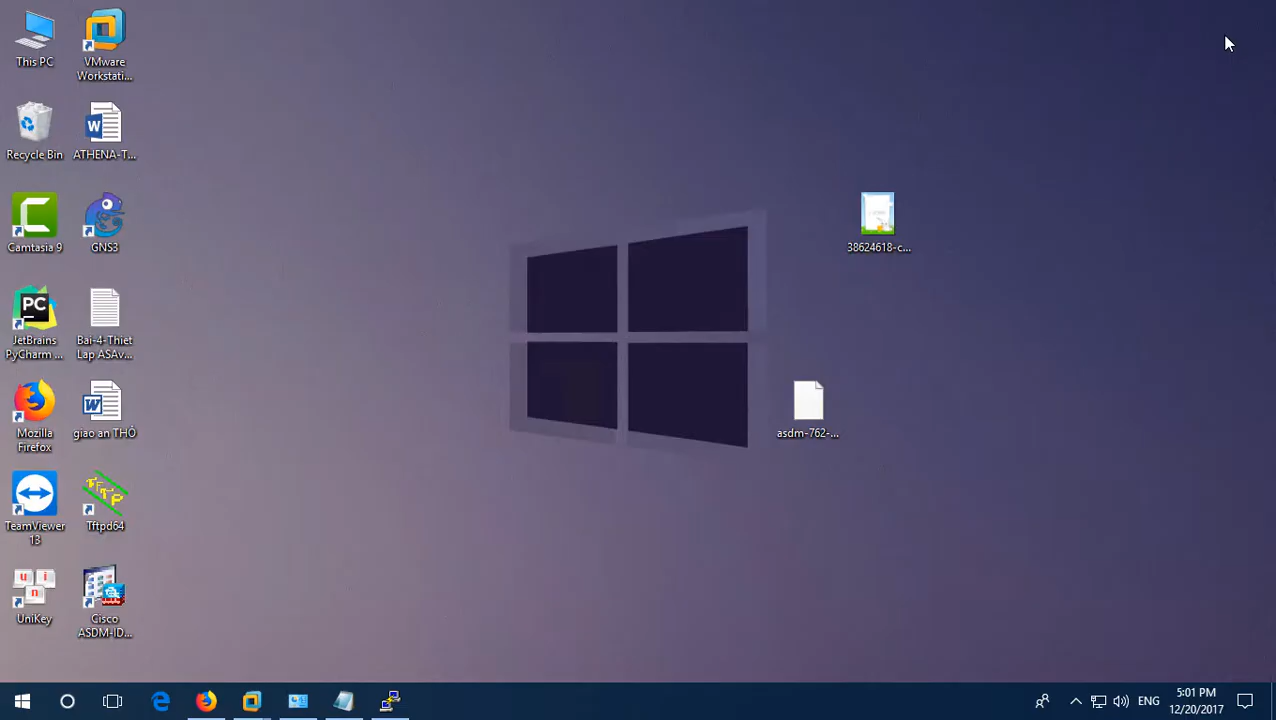 This PC
VMware
Workstati...
Recycle Bin
ATHENA-T...
Camtasia 9
GNS3
JetBrains
PyCharm ...
Bai-4-Thiet
Lap ASAv...
Mozilla
Firefox
giao an THỎ
TeamViewer
13
Tftpd64
UniKey
Cisco
ASDM-ID...
38624618-c...
asdm-762-...
ENG
5:01 PM
12/20/2017